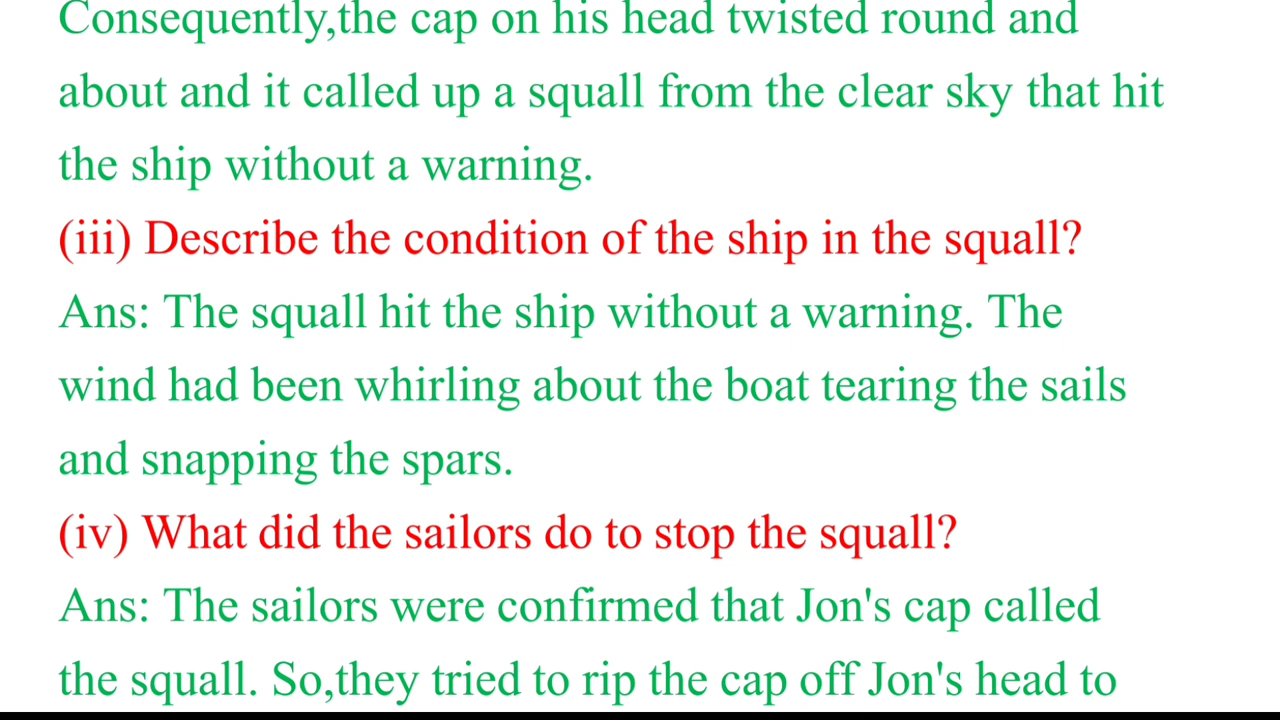 Consequently,the cap on his head twisted round and
about and it called up a squall from the clear sky that hit
the ship without a warning.
(iii) Describe the condition of the ship in the squall?
Ans: The squall hit the ship without a warning. The
wind had been whirling about the boat tearing the sails
and snapping the spars.
(iv) What did the sailors do to stop the squall?
Ans: The sailors were confirmed that Jon's cap called
the squall. So,they tried to rip the cap off Jon's head to